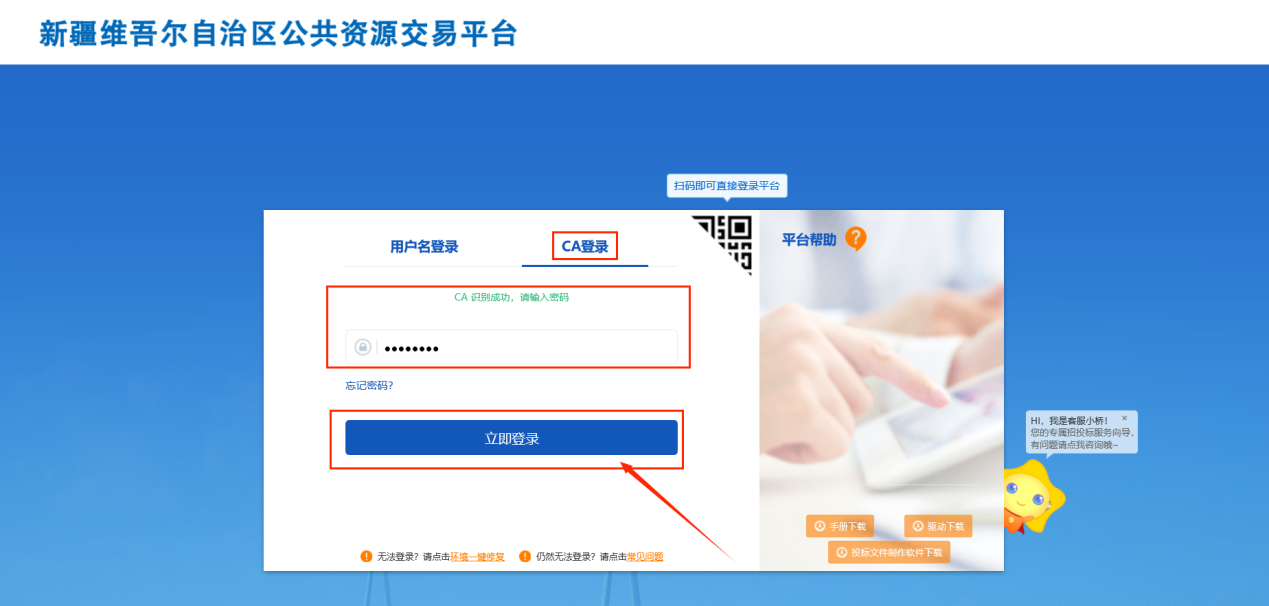 新疆维吾尔自治区公共资源交易平台
扫码即可直接登录平台
用户名登录
CA登录
平台帮助
CA 识别成功，请输入密码
忘记密码?
立即登录
HI，我是客服小桥！ ×
您的专属招投标服务向导，
有问题请点我咨询哦~
手册下载
驱动下载
投标文件制作软件下载
无法登录？请点击环境一键修复
仍然无法登录？请点击常见问题